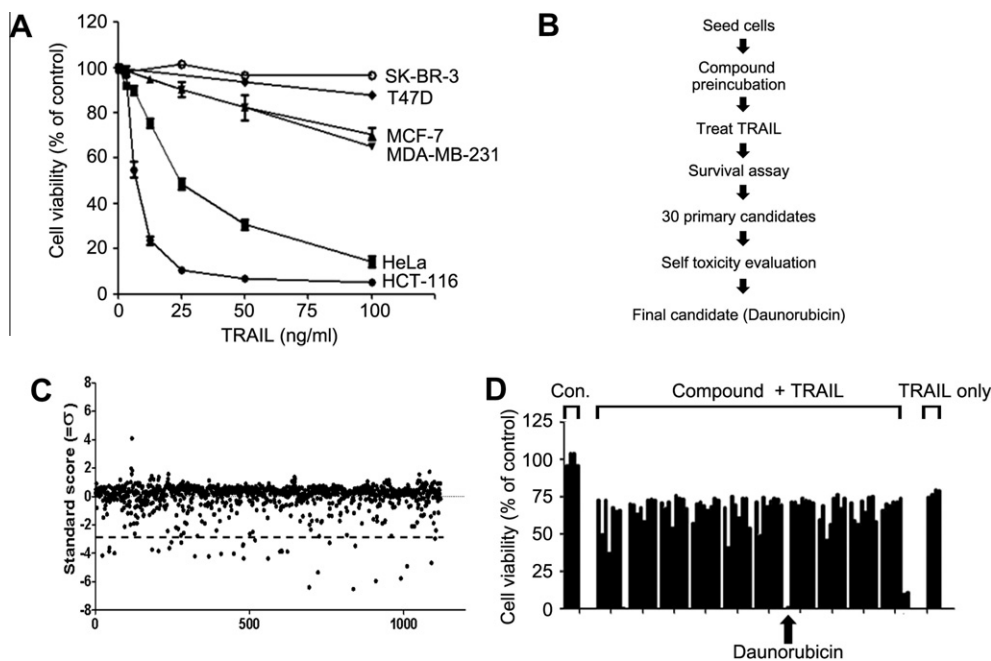 A
120
100
80
60
40
20
0
Cell viability (% of control)
0 25 50 75 100
TRAIL (ng/ml)
SK-BR-3
T47D
MCF-7
MDA-MB-231
HeLa
HCT-116
B
Seed cells
Compound
preincubation
Treat TRAIL
Survival assay
30 primary candidates
Self toxicity evaluation
Final candidate (Daunorubicin)
C
8
6
4
2
0
-2
-4
-6
-8
Standard score (=σ)
0 500 1000
D
Con. Compound + TRAIL TRAIL only
125
100
75
50
25
0
Cell viability (% of control)
Daunorubicin